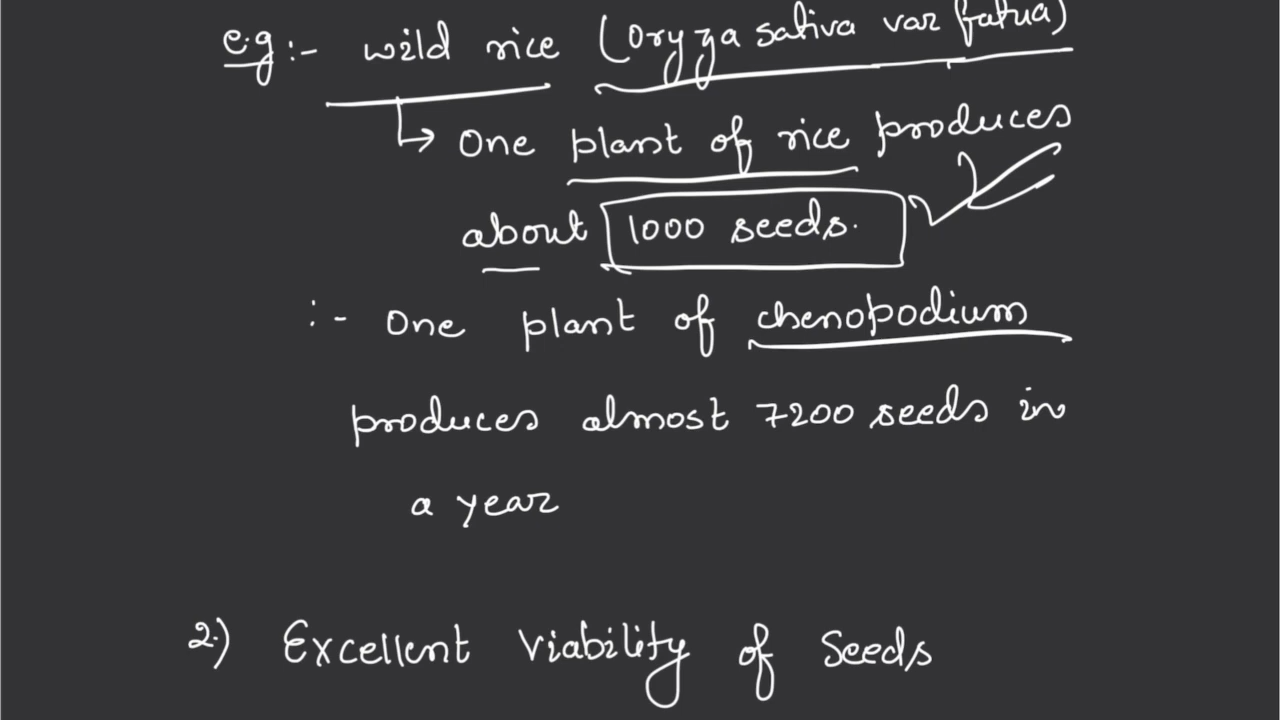 e.g :- wild rice (oryza sativa var fatua)
↳ One plant of rice produces
about 1000 seeds.
:- One plant of chenopodium
produces almost 7200 seeds in
a year
2.) Excellent Viability of Seeds